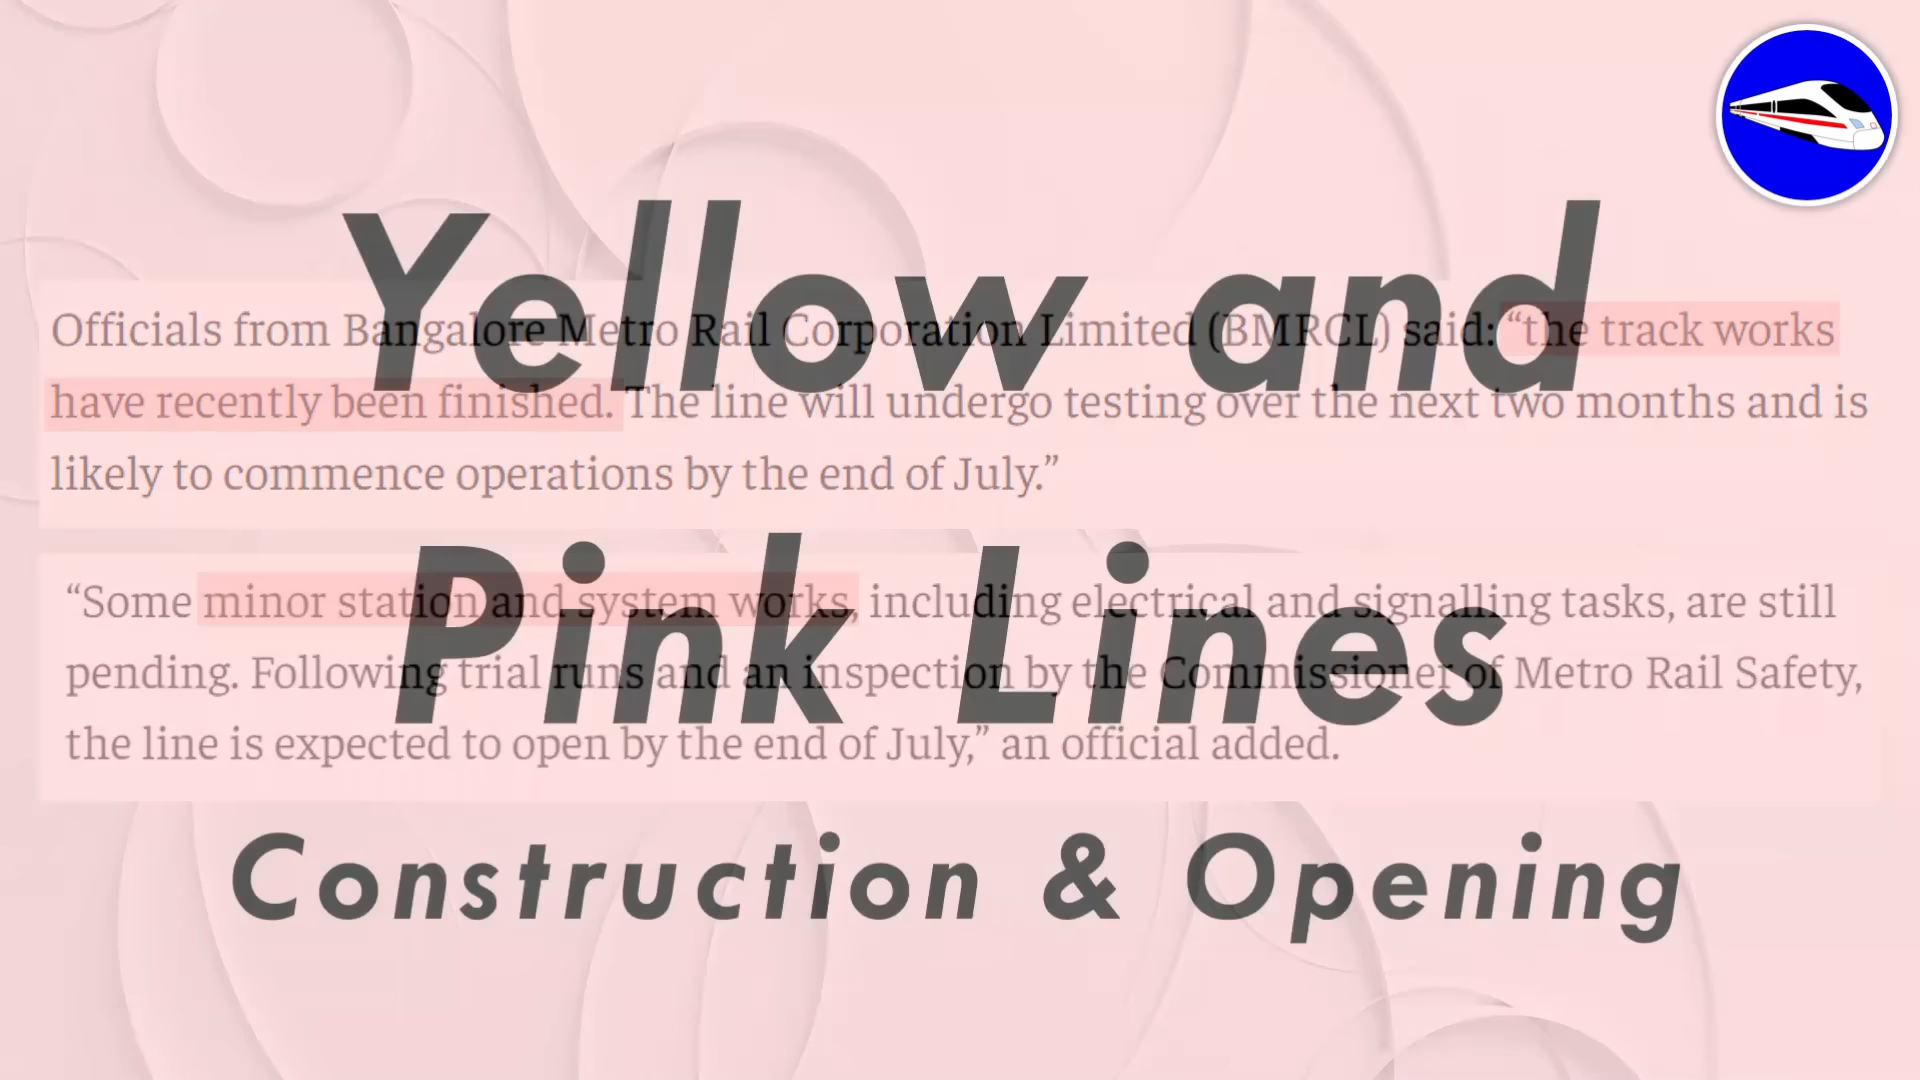 Yellow and
Officials from Bangalore Metro Rail Corporation Limited (BMRCL) said: “the track works
have recently been finished. The line will undergo testing over the next two months and is
likely to commence operations by the end of July.”
Pink Lines
“Some minor station and system works, including electrical and signalling tasks, are still
pending. Following trial runs and an inspection by the Commissioner of Metro Rail Safety,
the line is expected to open by the end of July,” an official added.
Construction & Opening